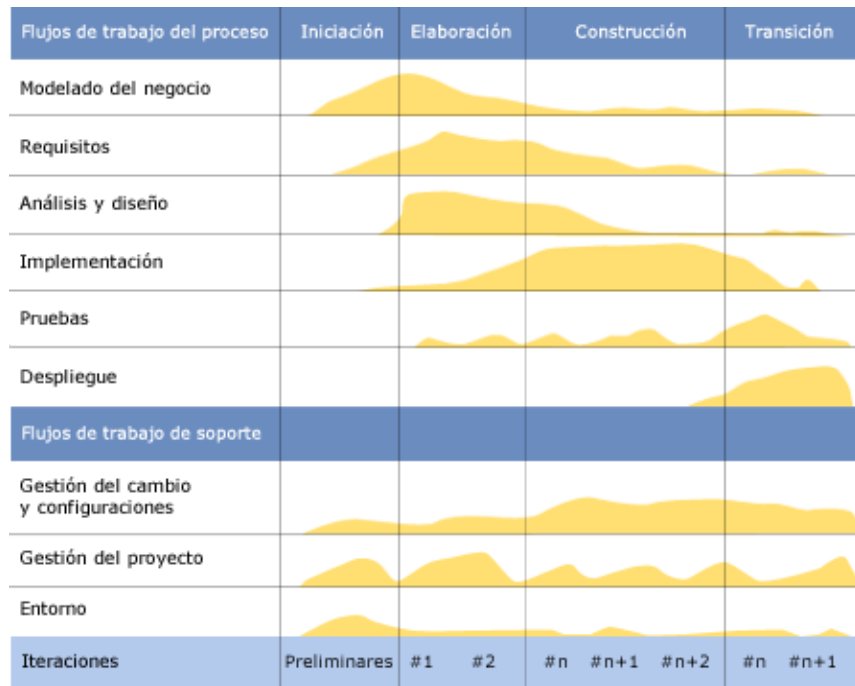 Flujos de trabajo del proceso Iniciación Elaboración Construcción Transición
Modelado del negocio
Requisitos
Análisis y diseño
Implementación
Pruebas
Despliegue
Flujos de trabajo de soporte
Gestión del cambio
y configuraciones
Gestión del proyecto
Entorno
Iteraciones Preliminares #1 #2 #n #n+1 #n+2 #n #n+1